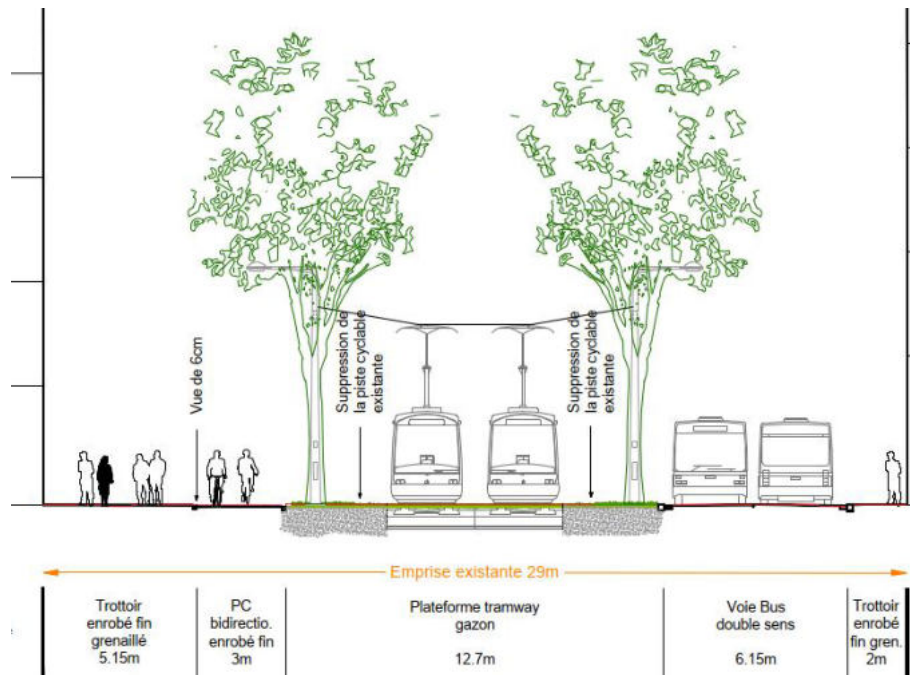 Vue de 6cm
Suppression de
la piste cyclable
existante
Suppression de
la piste cyclable
existante
Emprise existante 29m
Trottoir
enrobé fin
grenaillé
5.15m
PC
bidirectio.
enrobé fin
3m
Plateforme tramway
gazon
12.7m
Voie Bus
double sens
6.15m
Trottoir
enrobé
fin gren.
2m